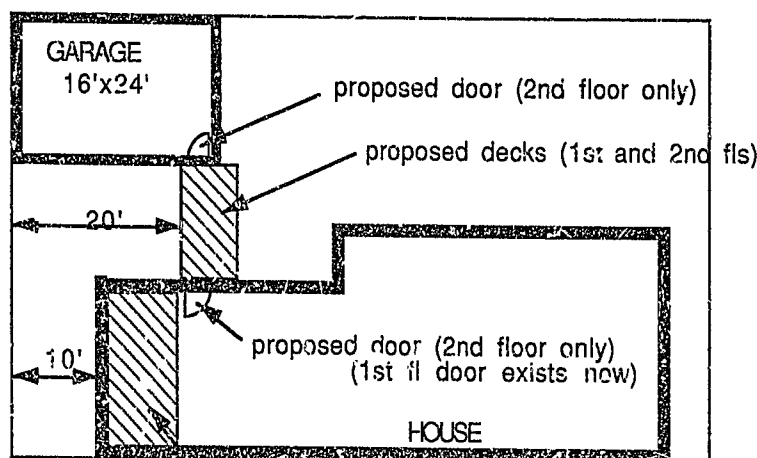 GARAGE
16'x24'
proposed door (2nd floor only)
proposed decks (1st and 2nd fls)
20'
proposed door (2nd floor only)
(1st fl door exists now)
10'
HOUSE